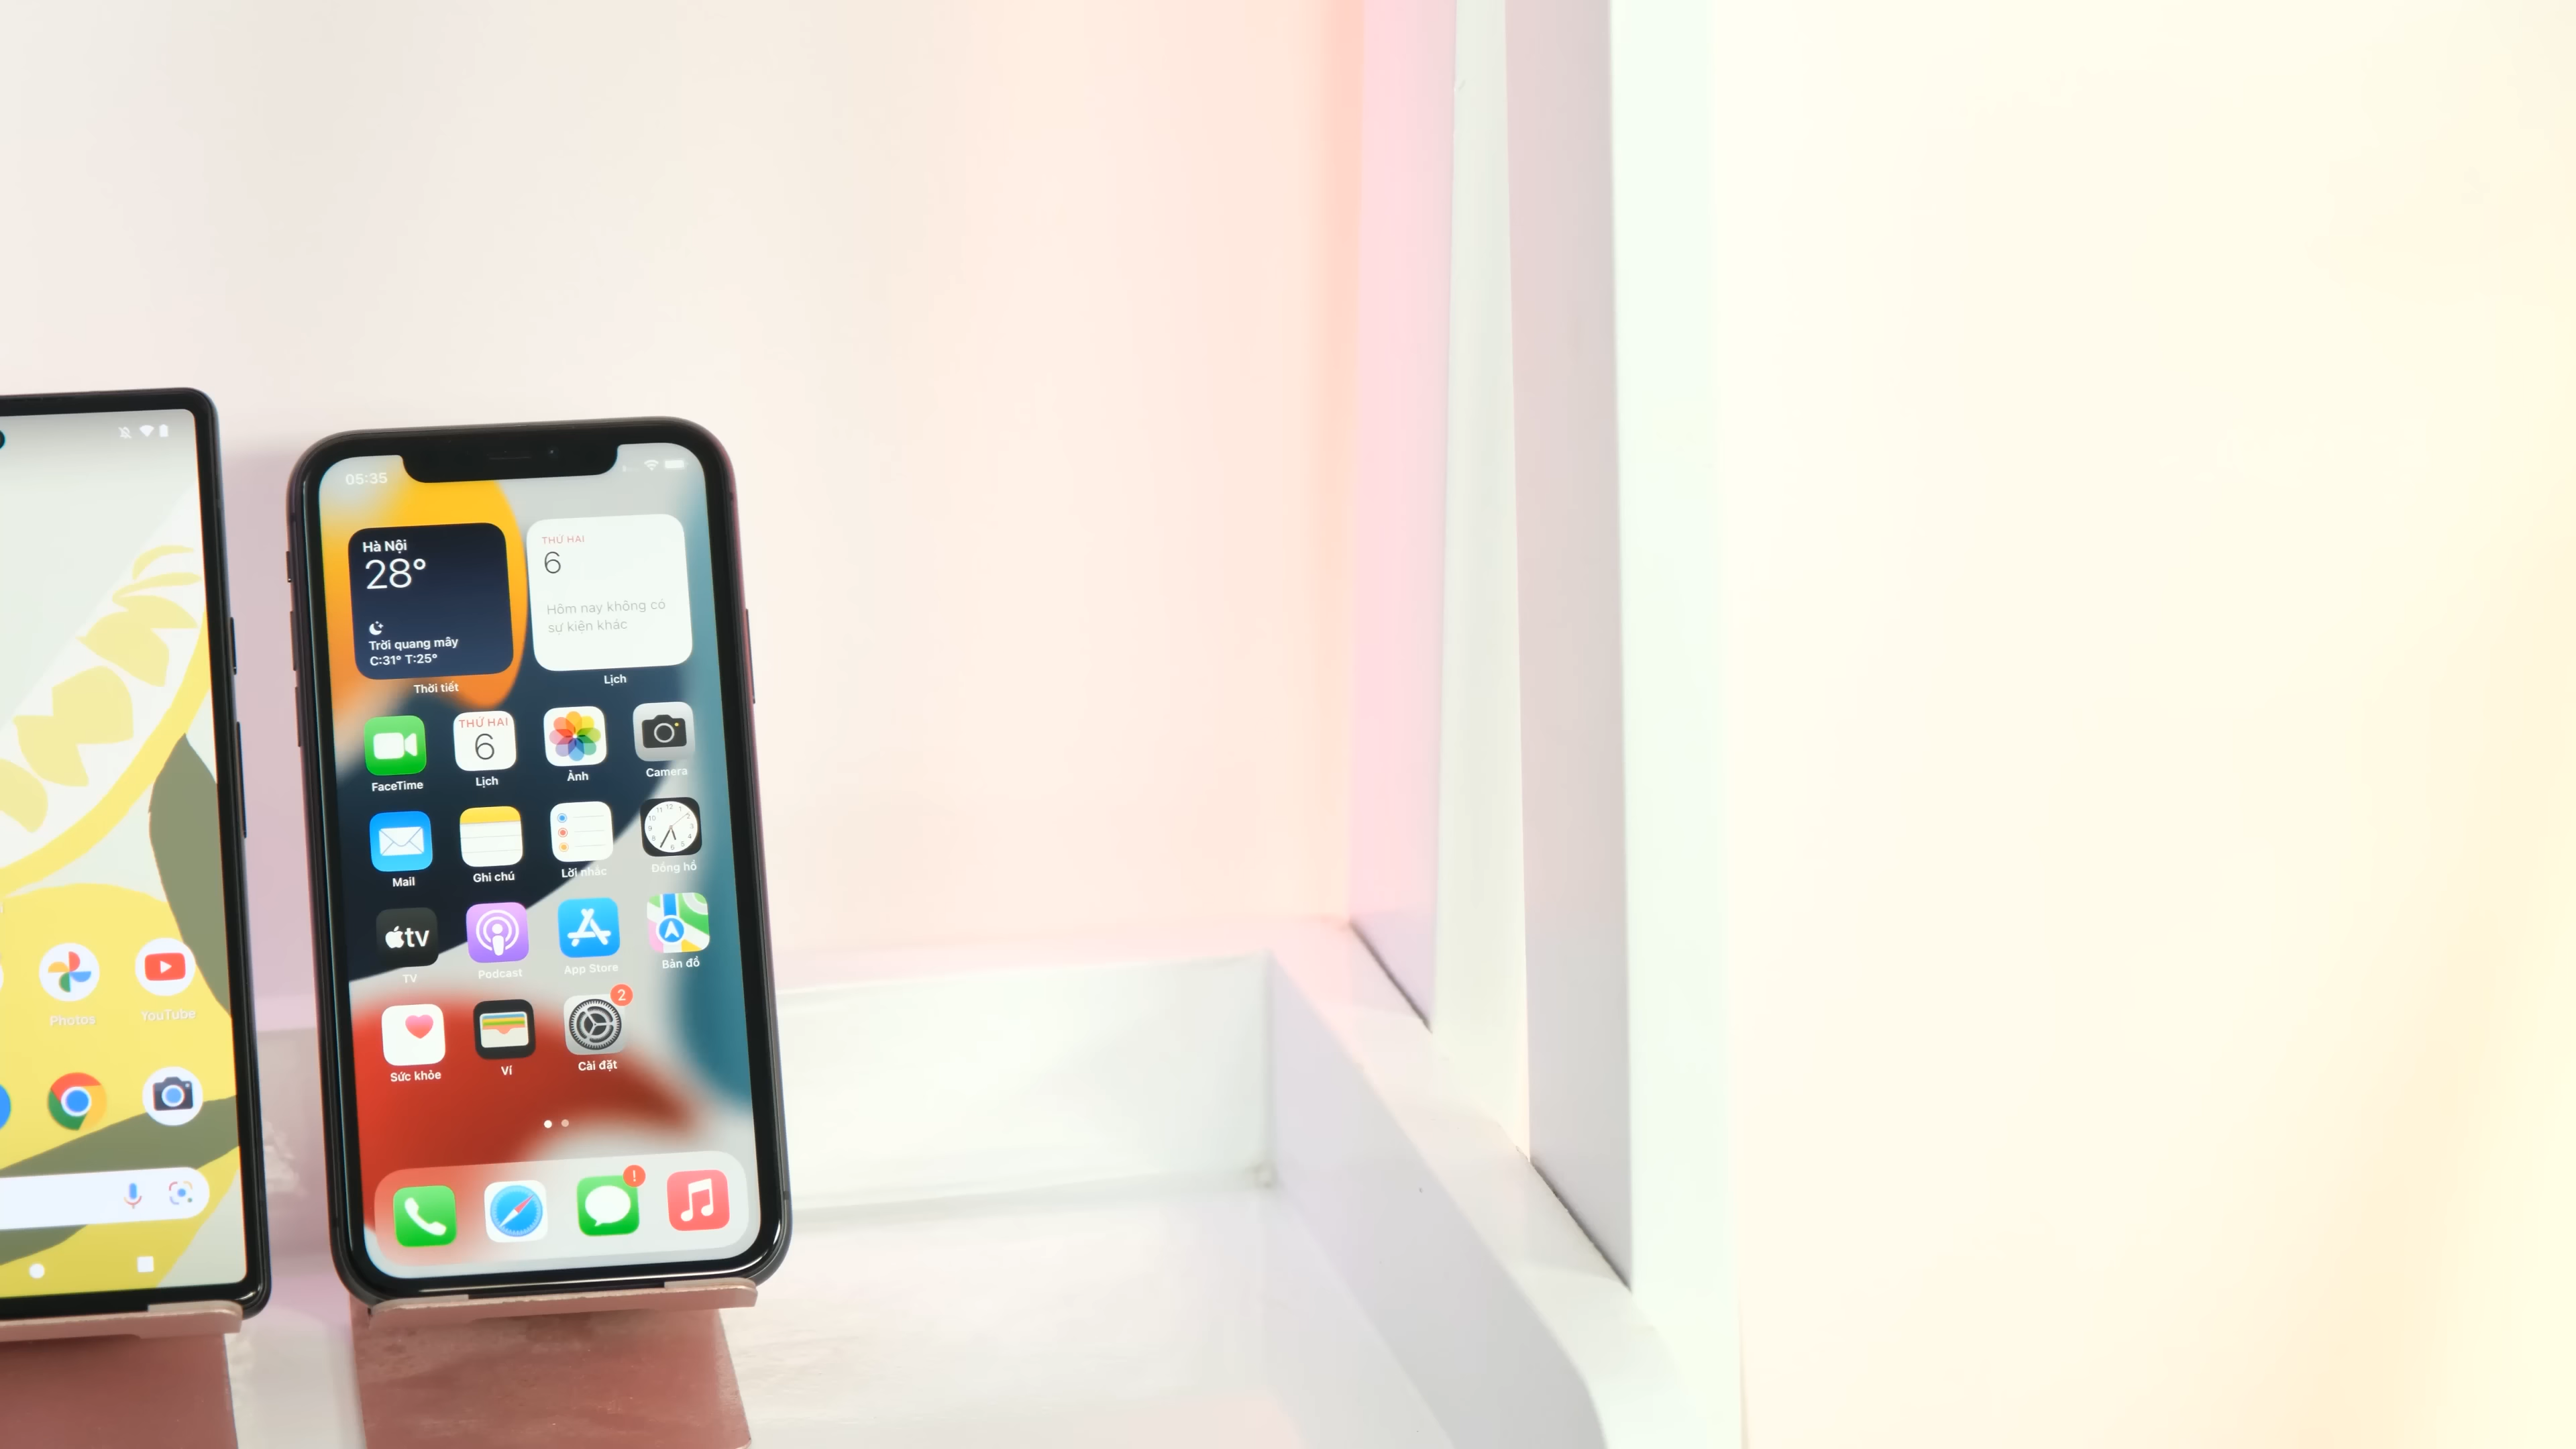 05:35
Hà Nội
28°
Trời quang mây
C:31° T:25°
Thời tiết
THỨ HAI
6
Hôm nay không có
sự kiện khác
Lịch
FaceTime
THỨ HAI
6
Lịch
Ảnh
Camera
Mail
Ghi chú
Lời nhắc
Đồng hồ
tv
TV
Podcast
App Store
Bản đồ
Sức khỏe
Ví
2
Cài đặt
!
Photos
YouTube